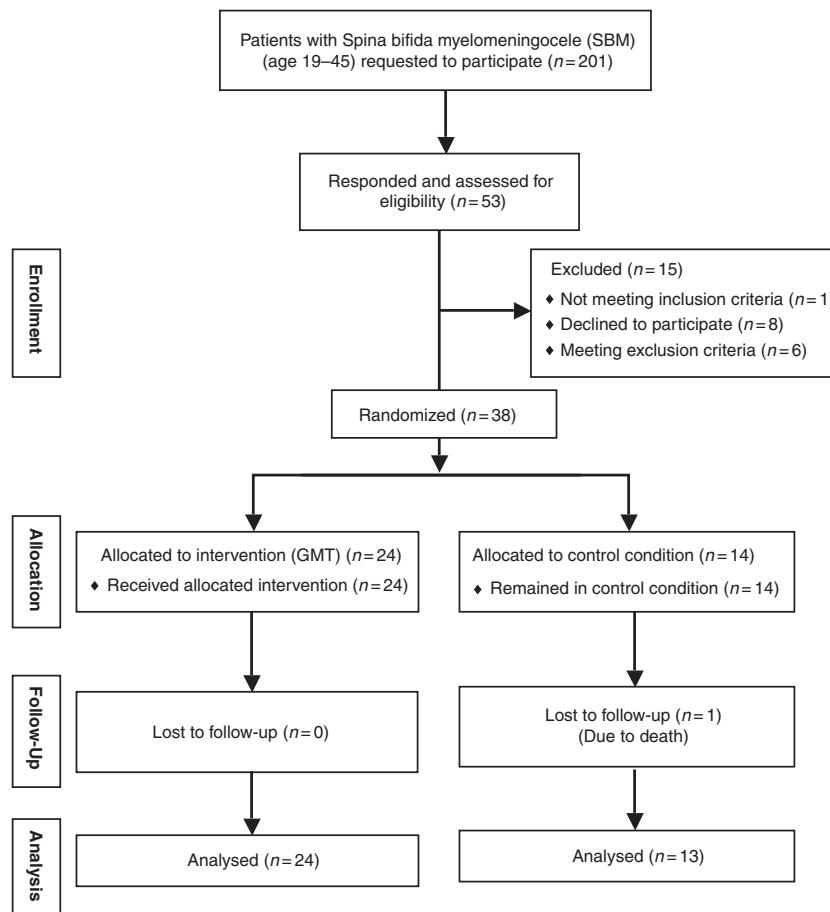 Patients with Spina bifida myelomeningocele (SBM)
(age 19–45) requested to participate (n=201)
Responded and assessed for
eligibility (n=53)
Enrollment
Excluded (n=15)
♦ Not meeting inclusion criteria (n=1)
♦ Declined to participate (n=8)
♦ Meeting exclusion criteria (n=6)
Randomized (n=38)
Allocation
Allocated to intervention (GMT) (n=24)
♦ Received allocated intervention (n=24)
Allocated to control condition (n=14)
♦ Remained in control condition (n=14)
Follow-Up
Lost to follow-up (n=0)
Lost to follow-up (n=1)
(Due to death)
Analysis
Analysed (n=24)
Analysed (n=13)